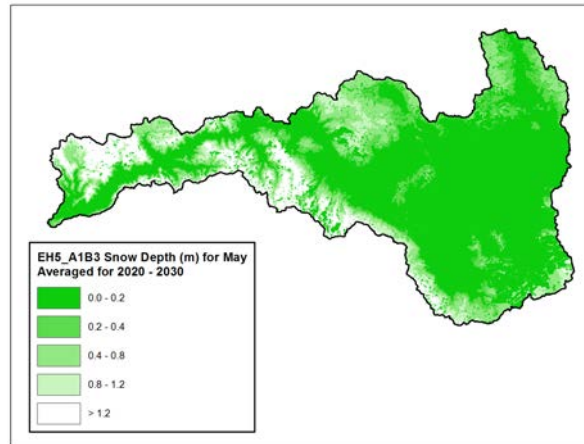 EH5_A1B3 Snow Depth (m) for May
Averaged for 2020 - 2030
0.0 - 0.2
0.2 - 0.4
0.4 - 0.8
0.8 - 1.2
> 1.2